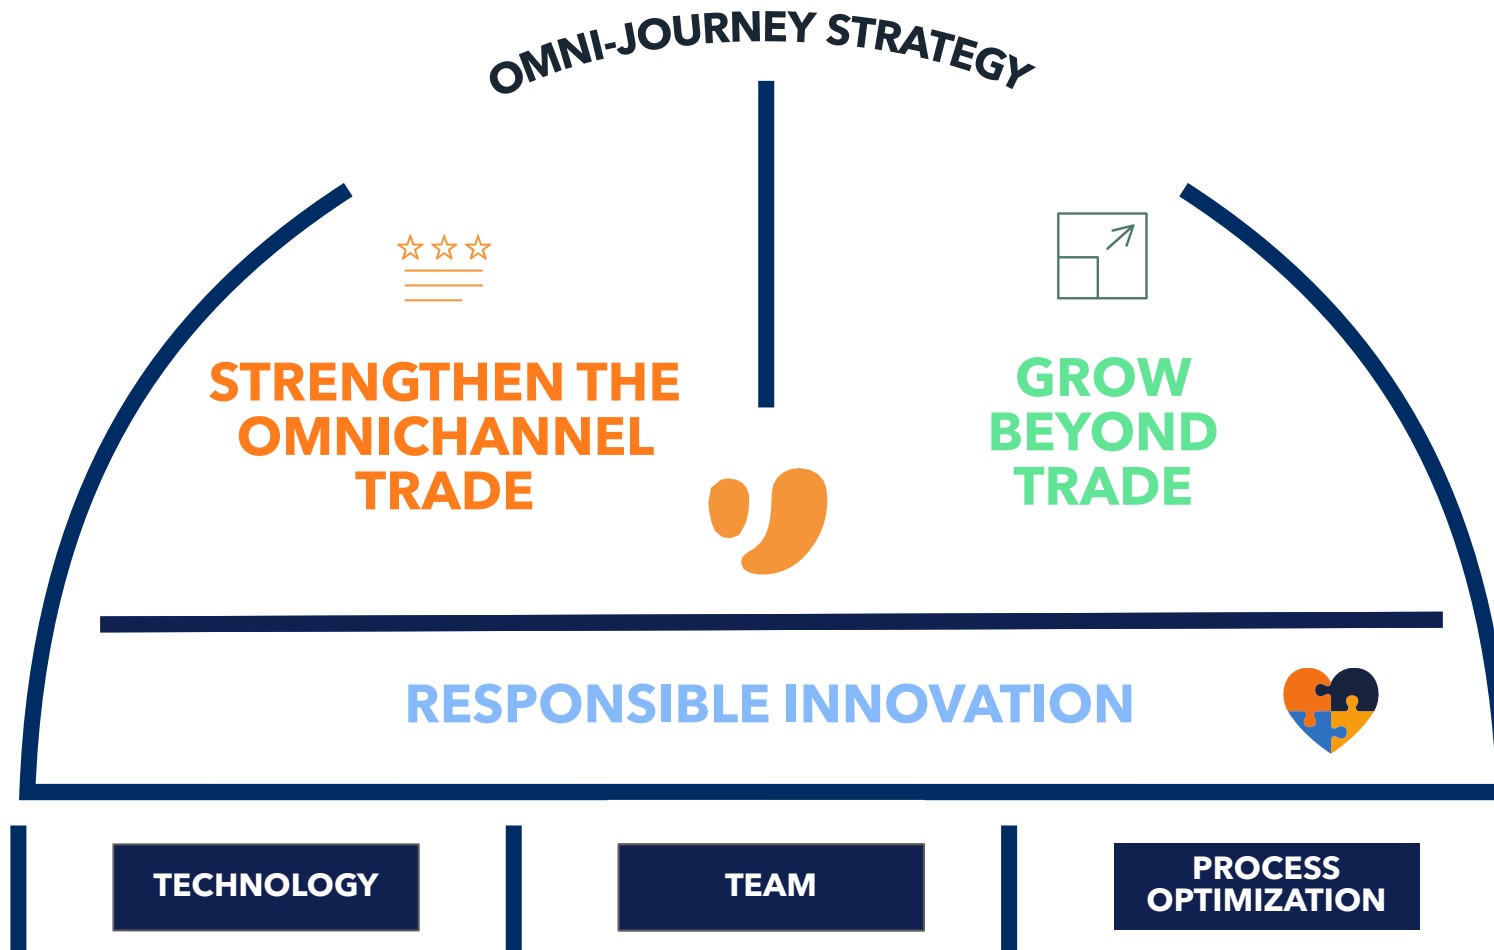 OMNI-JOURNEY STRATEGY
STRENGTHEN THE
OMNICHANNEL
TRADE
GROW
BEYOND
TRADE
RESPONSIBLE INNOVATION
TECHNOLOGY
TEAM
PROCESS
OPTIMIZATION